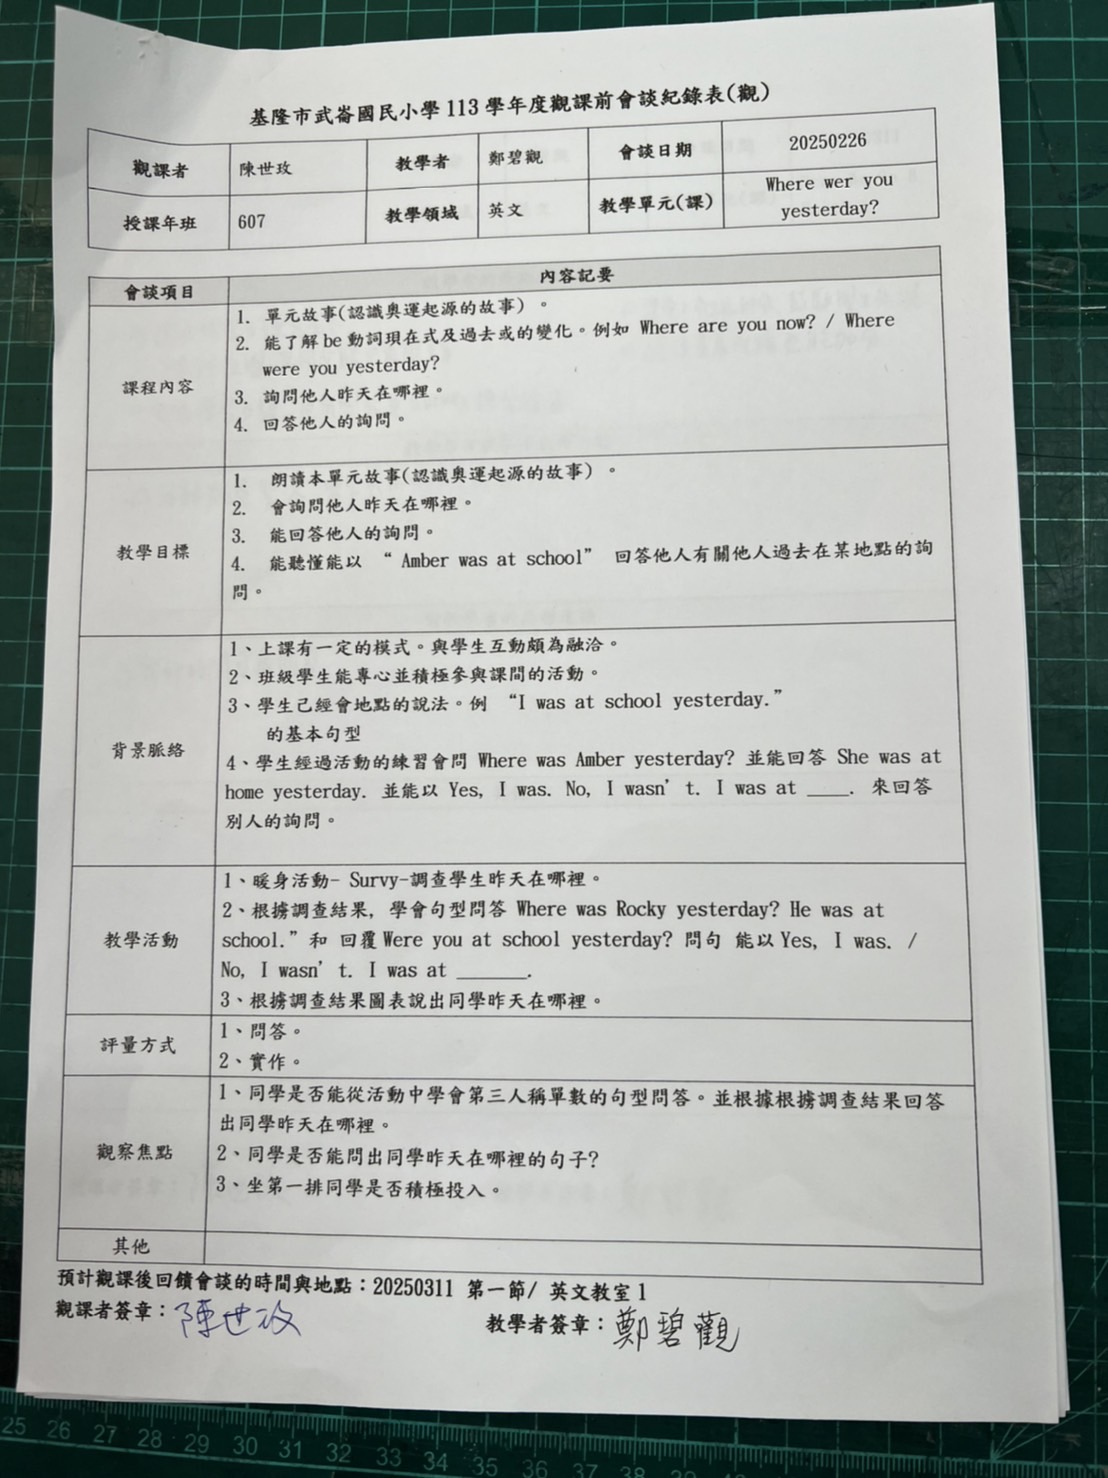 基隆市武崙國民小學 113 學年度觀課前會談紀錄表(觀)
觀課者 陳世玫 教學者 鄭碧觀 會談日期 20250226
授課年班 607 教學領域 英文 教學單元(課) Where wer you
yesterday?
會談項目 內容記要
課程內容
1. 單元故事(認識奧運起源的故事) 。
2. 能了解 be 動詞現在式及過去或的變化。例如 Where are you now? / Where
were you yesterday?
3. 詢問他人昨天在哪裡。
4. 回答他人的詢問。
教學目標
1. 朗讀本單元故事(認識奧運起源的故事) 。
2. 會詢問他人昨天在哪裡。
3. 能回答他人的詢問。
4. 能聽懂能以 “ Amber was at school” 回答他人有關他人過去在某地點的詢
問。
背景脈絡
1、上課有一定的模式。與學生互動頗為融洽。
2、班級學生能專心並積極參與課間的活動。
3、學生己經會地點的說法。例 “I was at school yesterday.”
的基本句型
4、學生經過活動的練習會問 Where was Amber yesterday? 並能回答 She was at
home yesterday. 並能以 Yes, I was. No, I wasn’ t. I was at ____. 來回答
別人的詢問。
教學活動
1、暖身活動- Survy-調查學生昨天在哪裡。
2、根據調查結果, 學會句型問答 Where was Rocky yesterday? He was at
school.” 和 回覆 Were you at school yesterday? 問句 能以 Yes, I was. /
No, I wasn’ t. I was at _______.
3、根據調查結果圖表說出同學昨天在哪裡。
評量方式
1、問答。
2、實作。
觀察焦點
1、同學是否能從活動中學會第三人稱單數的句型問答。並根據根據調查結果回答
出同學昨天在哪裡。
2、同學是否能問出同學昨天在哪裡的句子?
3、坐第一排同學是否積極投入。
其他
預計觀課後回饋會談的時間與地點：20250311 第一節/ 英文教室 1
觀課者簽章：陳世玫 教學者簽章：鄭碧觀
25 26 27 28 29 30 31 32 33 34 35 36 37 38 39 40